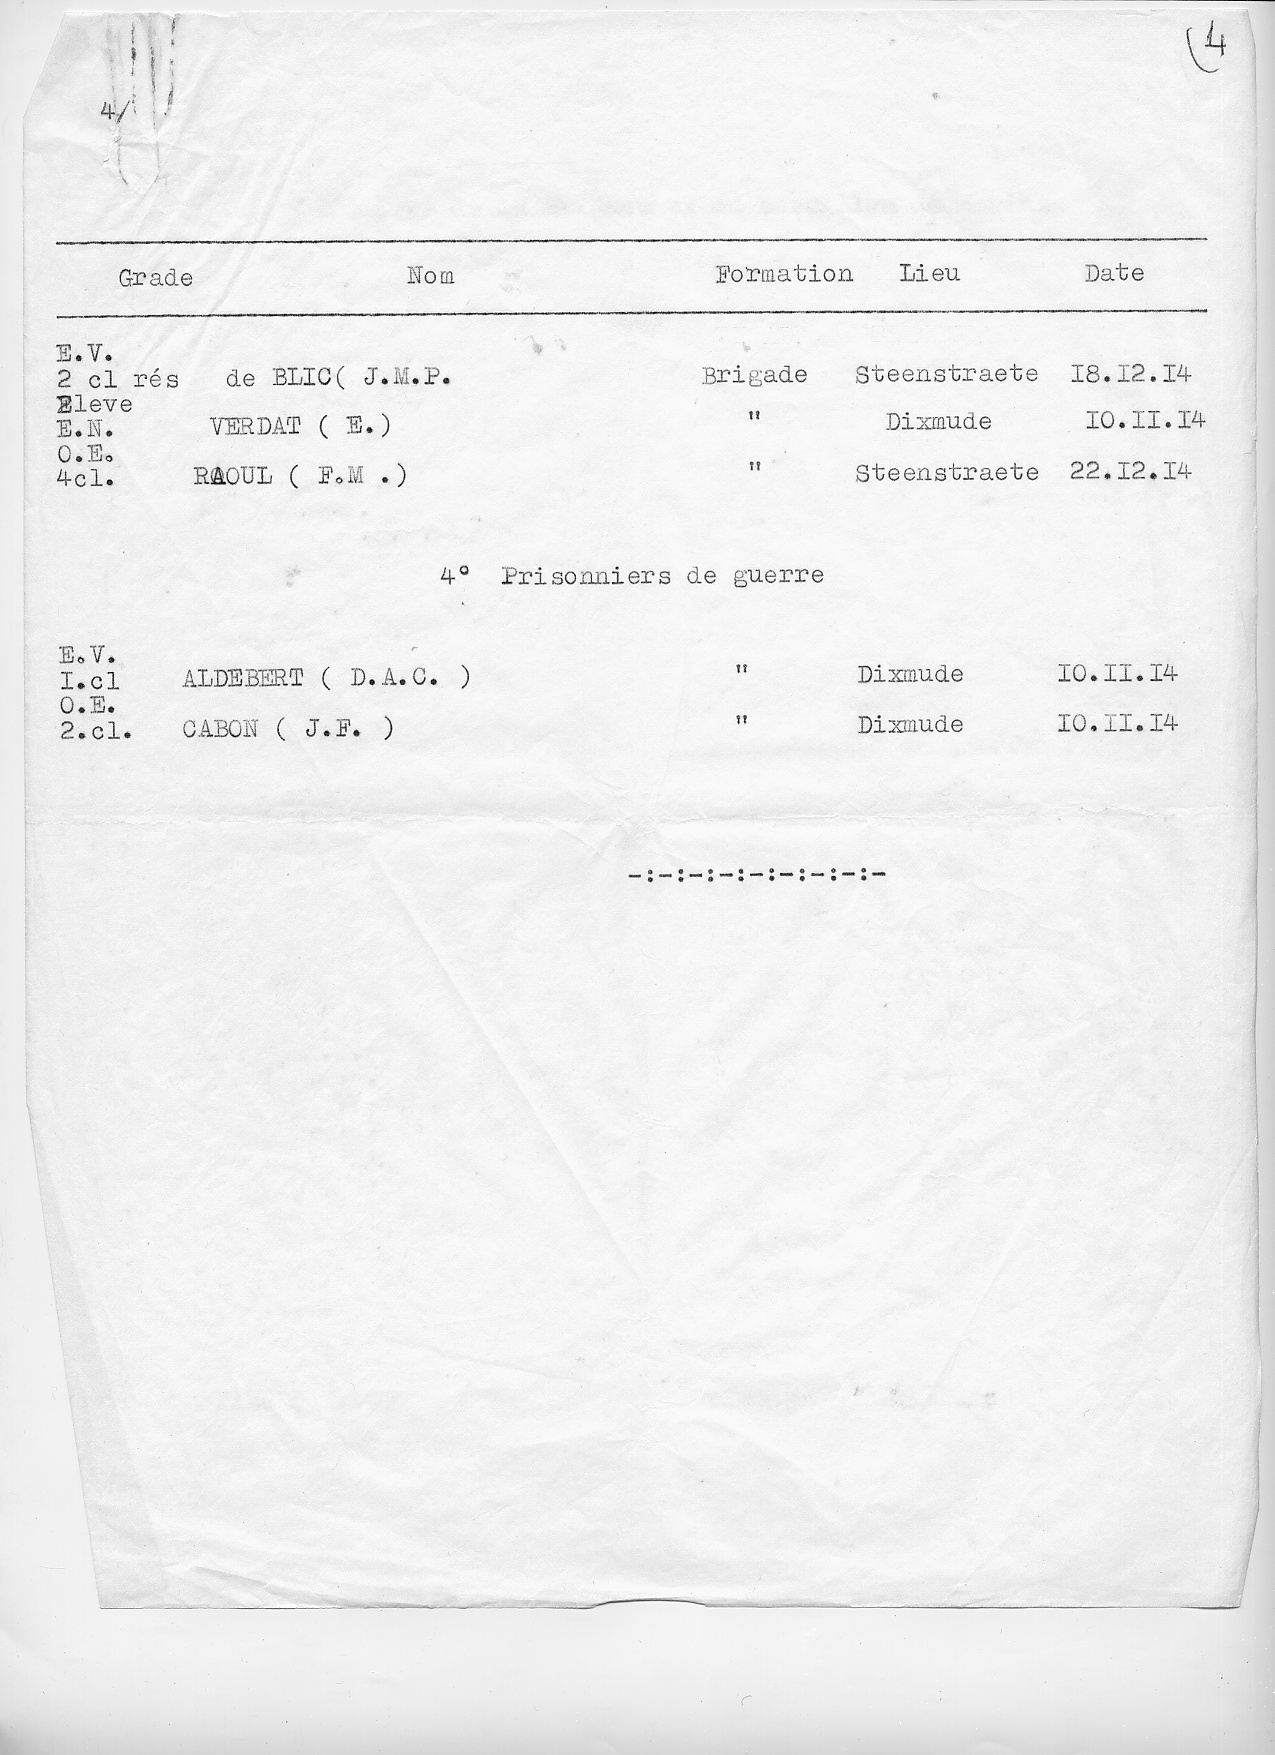 4
4/
Grade Nom Formation Lieu Date
E.V.
2 cl rés de BLIC( J.M.P. Brigade Steenstraete I8.I2.I4
Eleve
E.N. VERDAT ( E.) " Dixmude IO.II.I4
O.E.
4cl. RAOUL ( F.M .) " Steenstraete 22.I2.I4
4° Prisonniers de guerre
E.V.
I.cl ALDEBERT ( D.A.C. ) " Dixmude IO.II.I4
O.E.
2.cl. CABON ( J.F. ) " Dixmude IO.II.I4
-:-:-:-:-:-:-:-:-